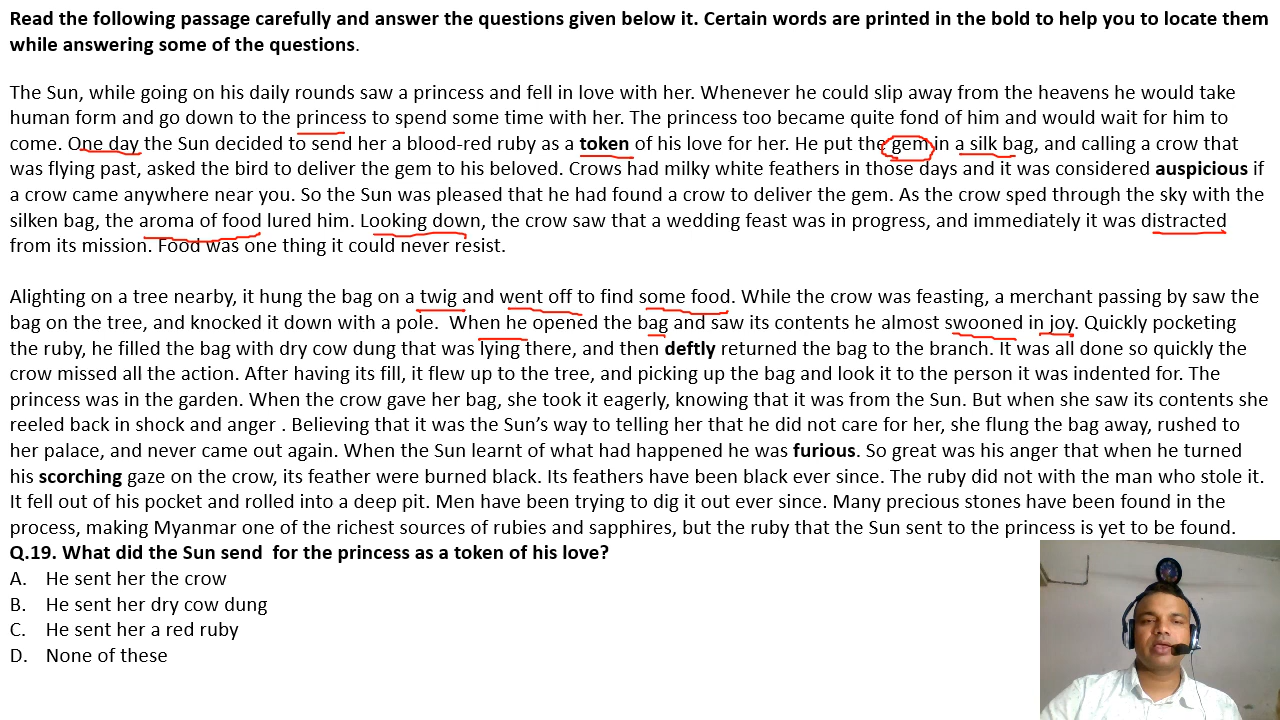 Read the following passage carefully and answer the questions given below it. Certain words are printed in the bold to help you to locate them
while answering some of the questions.
The Sun, while going on his daily rounds saw a princess and fell in love with her. Whenever he could slip away from the heavens he would take
human form and go down to the princess to spend some time with her. The princess too became quite fond of him and would wait for him to
come. One day the Sun decided to send her a blood-red ruby as a token of his love for her. He put the gem in a silk bag, and calling a crow that
was flying past, asked the bird to deliver the gem to his beloved. Crows had milky white feathers in those days and it was considered auspicious if
a crow came anywhere near you. So the Sun was pleased that he had found a crow to deliver the gem. As the crow sped through the sky with the
silken bag, the aroma of food lured him. Looking down, the crow saw that a wedding feast was in progress, and immediately it was distracted
from its mission. Food was one thing it could never resist.
Alighting on a tree nearby, it hung the bag on a twig and went off to find some food. While the crow was feasting, a merchant passing by saw the
bag on the tree, and knocked it down with a pole. When he opened the bag and saw its contents he almost swooned in joy. Quickly pocketing
the ruby, he filled the bag with dry cow dung that was lying there, and then deftly returned the bag to the branch. It was all done so quickly the
crow missed all the action. After having its fill, it flew up to the tree, and picking up the bag and look it to the person it was indented for. The
princess was in the garden. When the crow gave her bag, she took it eagerly, knowing that it was from the Sun. But when she saw its contents she
reeled back in shock and anger . Believing that it was the Sun's way to telling her that he did not care for her, she flung the bag away, rushed to
her palace, and never came out again. When the Sun learnt of what had happened he was furious. So great was his anger that when he turned
his scorching gaze on the crow, its feather were burned black. Its feathers have been black ever since. The ruby did not with the man who stole it.
It fell out of his pocket and rolled into a deep pit. Men have been trying to dig it out ever since. Many precious stones have been found in the
process, making Myanmar one of the richest sources of rubies and sapphires, but the ruby that the Sun sent to the princess is yet to be found.
Q.19. What did the Sun send for the princess as a token of his love?
A. He sent her the crow
B. He sent her dry cow dung
C. He sent her a red ruby
D. None of these